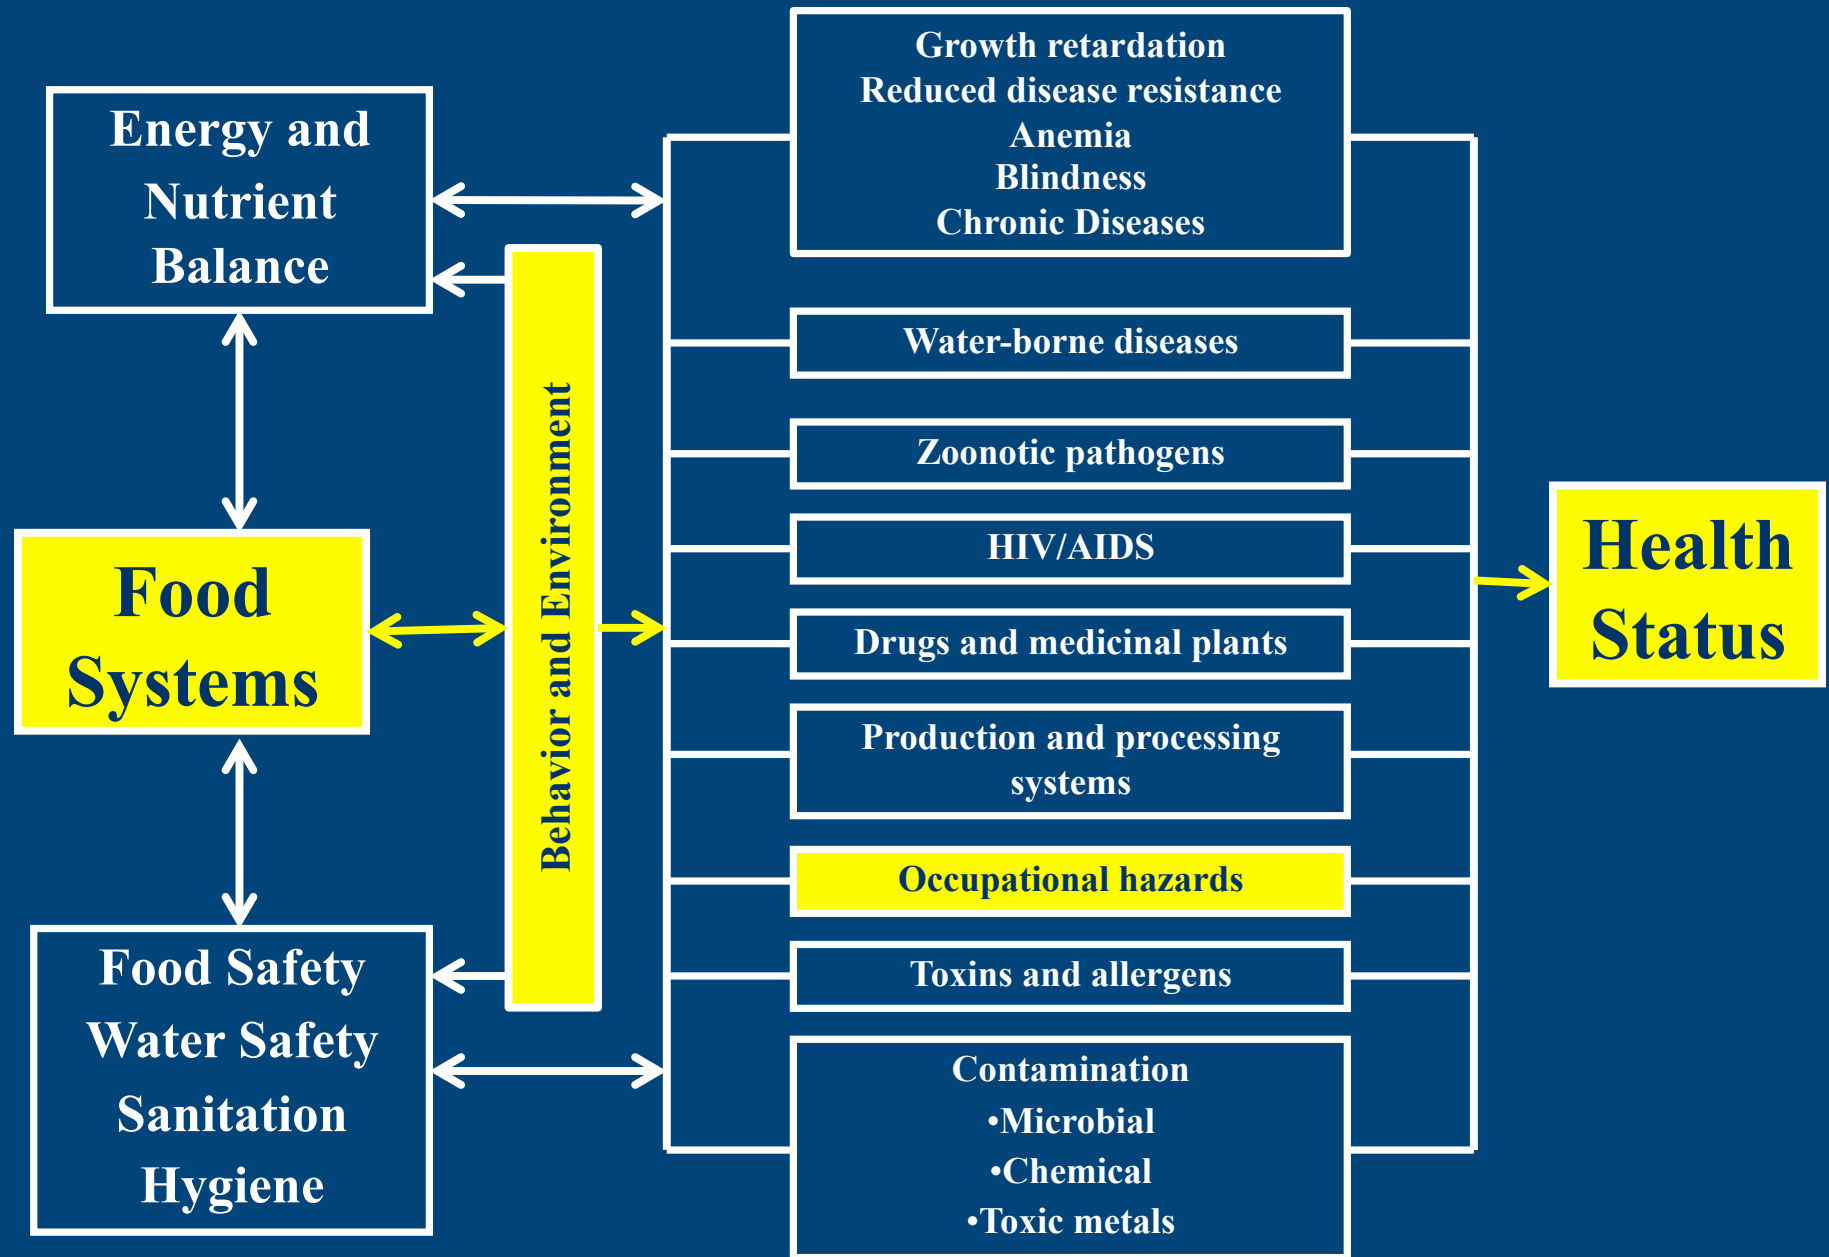 Energy and
Nutrient
Balance
Food
Systems
Food Safety
Water Safety
Sanitation
Hygiene
Behavior and Environment
Growth retardation
Reduced disease resistance
Anemia
Blindness
Chronic Diseases
Water-borne diseases
Zoonotic pathogens
HIV/AIDS
Drugs and medicinal plants
Production and processing
systems
Occupational hazards
Toxins and allergens
Contamination
•Microbial
•Chemical
•Toxic metals
Health
Status